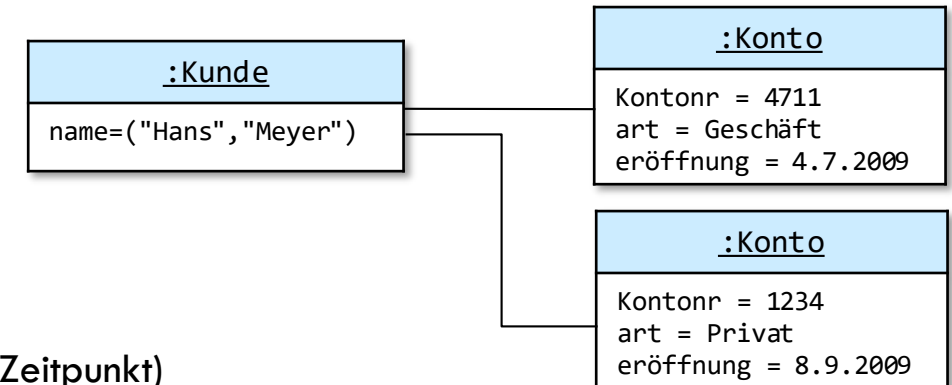 :Kunde
name=("Hans","Meyer")
:Konto
Kontonr = 4711
art = Geschäft
eröffnung = 4.7.2009
:Konto
Kontonr = 1234
art = Privat
eröffnung = 8.9.2009
Zeitpunkt)